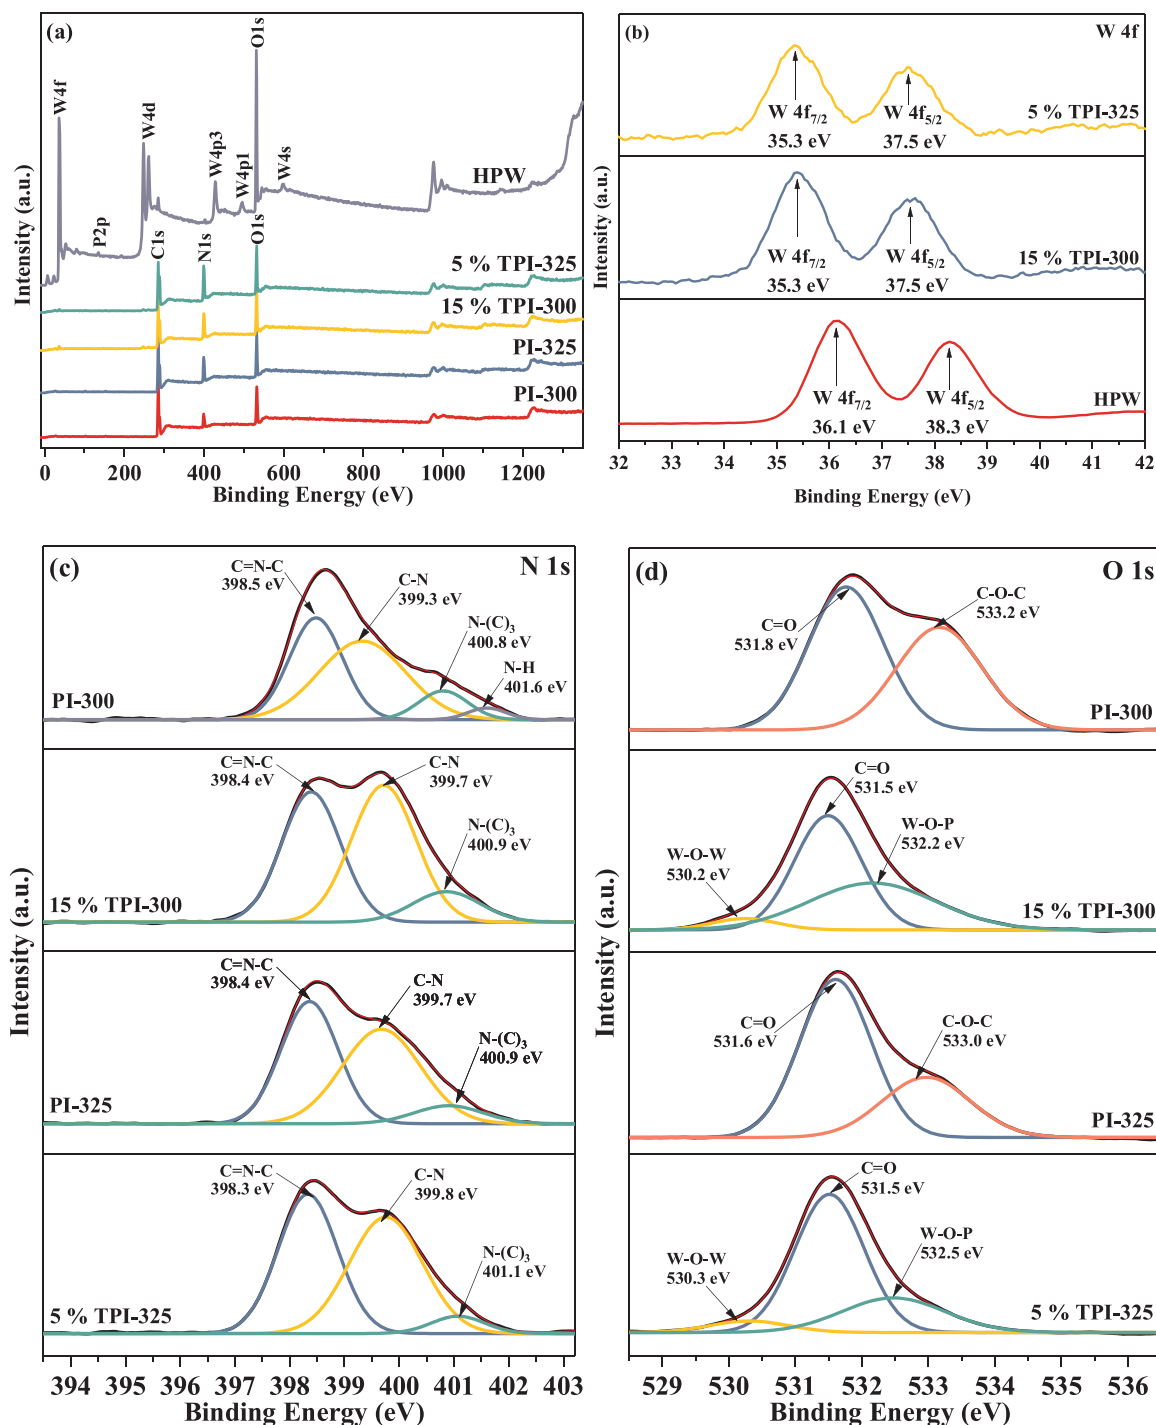 (a)
W4f
P2p
W4d
C1s
N1s
W4p3
W4p1
O1s
O1s
W4s
HPW
5 % TPI-325
15 % TPI-300
PI-325
PI-300
Intensity (a.u.)
0 200 400 600 800 1000 1200
Binding Energy (eV)
(b)
W 4f
W 4f7/2
35.3 eV
W 4f5/2
37.5 eV
5 % TPI-325
W 4f7/2
35.3 eV
W 4f5/2
37.5 eV
15 % TPI-300
W 4f7/2
36.1 eV
W 4f5/2
38.3 eV
HPW
Intensity (a.u.)
32 33 34 35 36 37 38 39 40 41 42
Binding Energy (eV)
(c)
N 1s
C=N-C
398.5 eV
C-N
399.3 eV
N-(C)3
400.8 eV
N-H
401.6 eV
PI-300
C=N-C
398.4 eV
C-N
399.7 eV
N-(C)3
400.9 eV
15 % TPI-300
C=N-C
398.4 eV
C-N
399.7 eV
N-(C)3
400.9 eV
PI-325
C=N-C
398.3 eV
C-N
399.8 eV
N-(C)3
401.1 eV
5 % TPI-325
Intensity (a.u.)
394 395 396 397 398 399 400 401 402 403
Binding Energy (eV)
(d)
O 1s
C=O
531.8 eV
C-O-C
533.2 eV
PI-300
C=O
531.5 eV
W-O-P
532.2 eV
W-O-W
530.2 eV
15 % TPI-300
C=O
531.6 eV
C-O-C
533.0 eV
PI-325
C=O
531.5 eV
W-O-P
532.5 eV
W-O-W
530.3 eV
5 % TPI-325
Intensity (a.u.)
529 530 531 532 533 534 535 536
Binding Energy (eV)